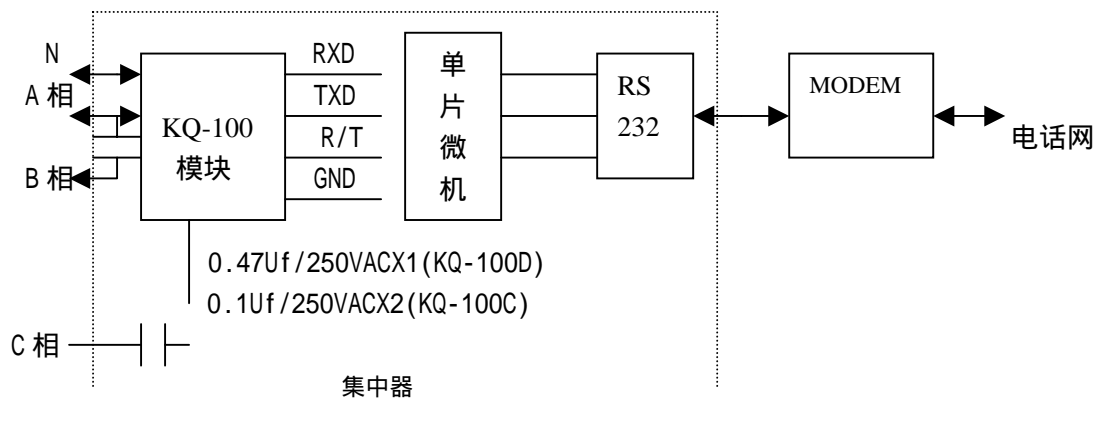 N
A 相
B 相
C 相
KQ-100
模块
RXD
TXD
R/T
GND
单
片
微
机
RS
232
MODEM
电话网
0.47Uf/250VACX1(KQ-100D)
0.1Uf/250VACX2(KQ-100C)
集中器